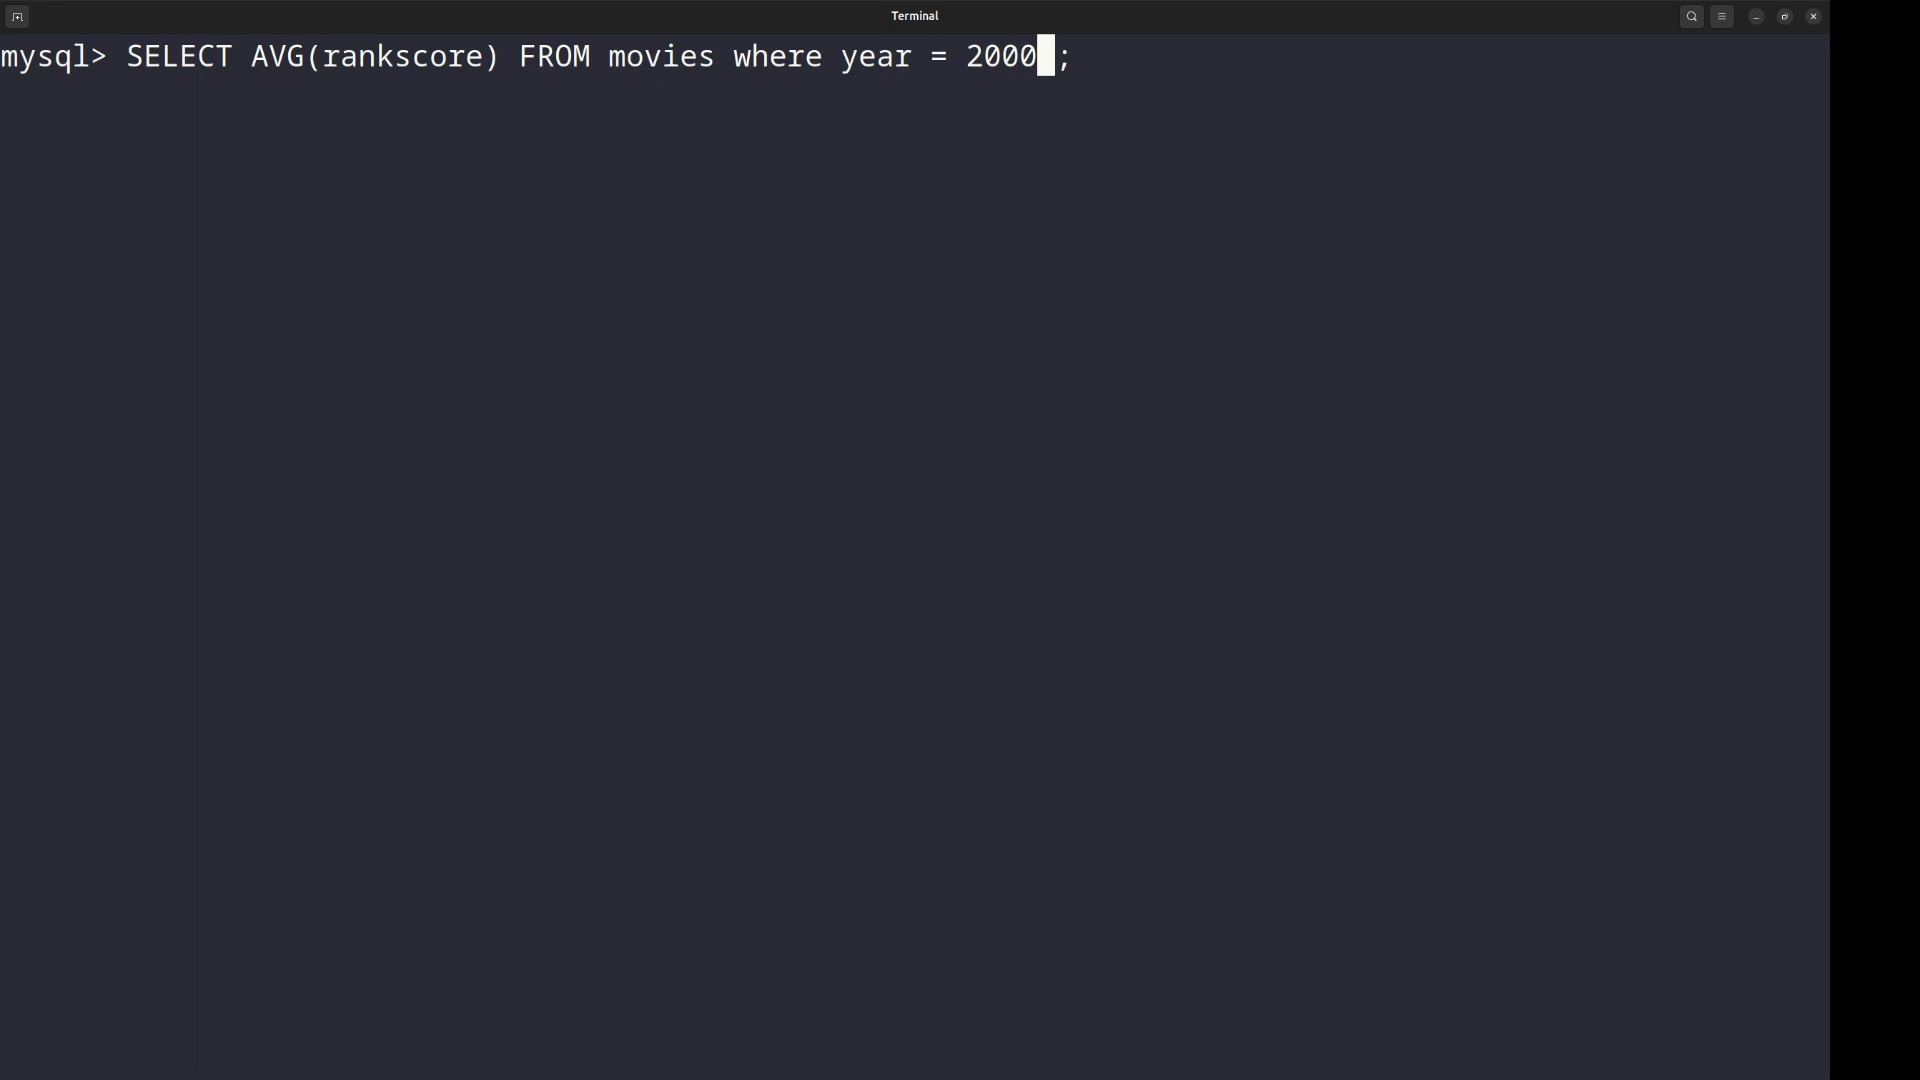 Terminal
mysql> SELECT AVG(rankscore) FROM movies where year = 2000 ;